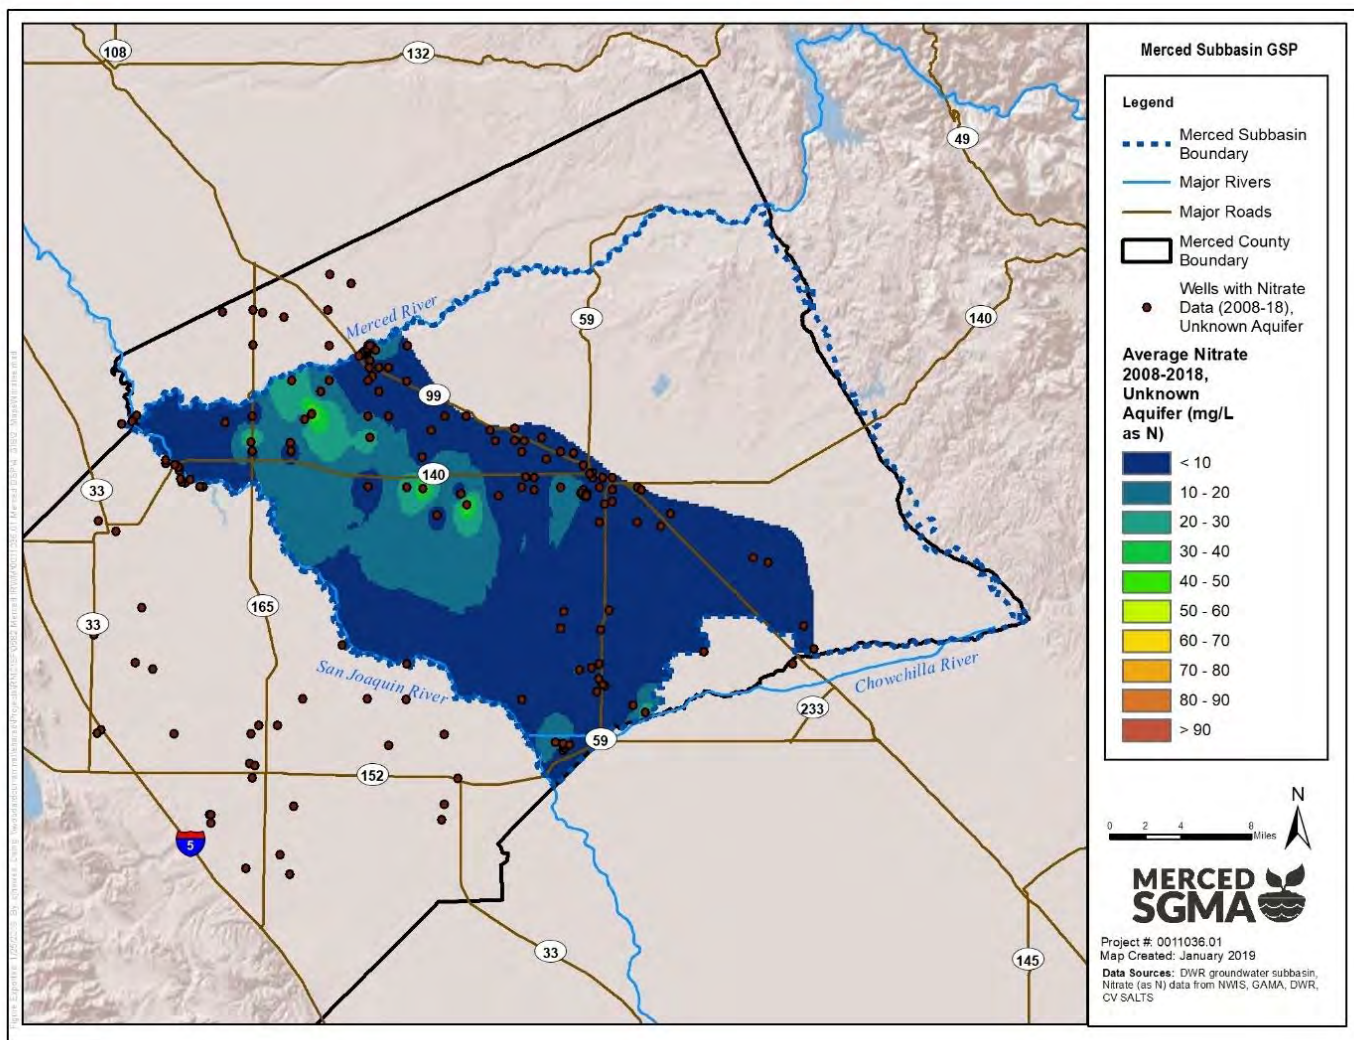 Merced Subbasin GSP
Legend
Merced Subbasin
Boundary
Major Rivers
Major Roads
Merced County
Boundary
Wells with Nitrate
Data (2008-18),
Unknown Aquifer
Average Nitrate
2008-2018,
Unknown
Aquifer (mg/L
as N)
< 10
10 - 20
20 - 30
30 - 40
40 - 50
50 - 60
60 - 70
70 - 80
80 - 90
> 90
N
0 2 4 8
Miles
MERCED
SGMA
Project #: 0011036.01
Map Created: January 2019
Data Sources: DWR groundwater subbasin,
Nitrate (as N) data from NWIS, GAMA, DWR,
CV SALTS
108
132
49
Merced River
59
140
99
140
33
165
33
San Joaquin River
Chowchilla River
233
59
152
5
33
145